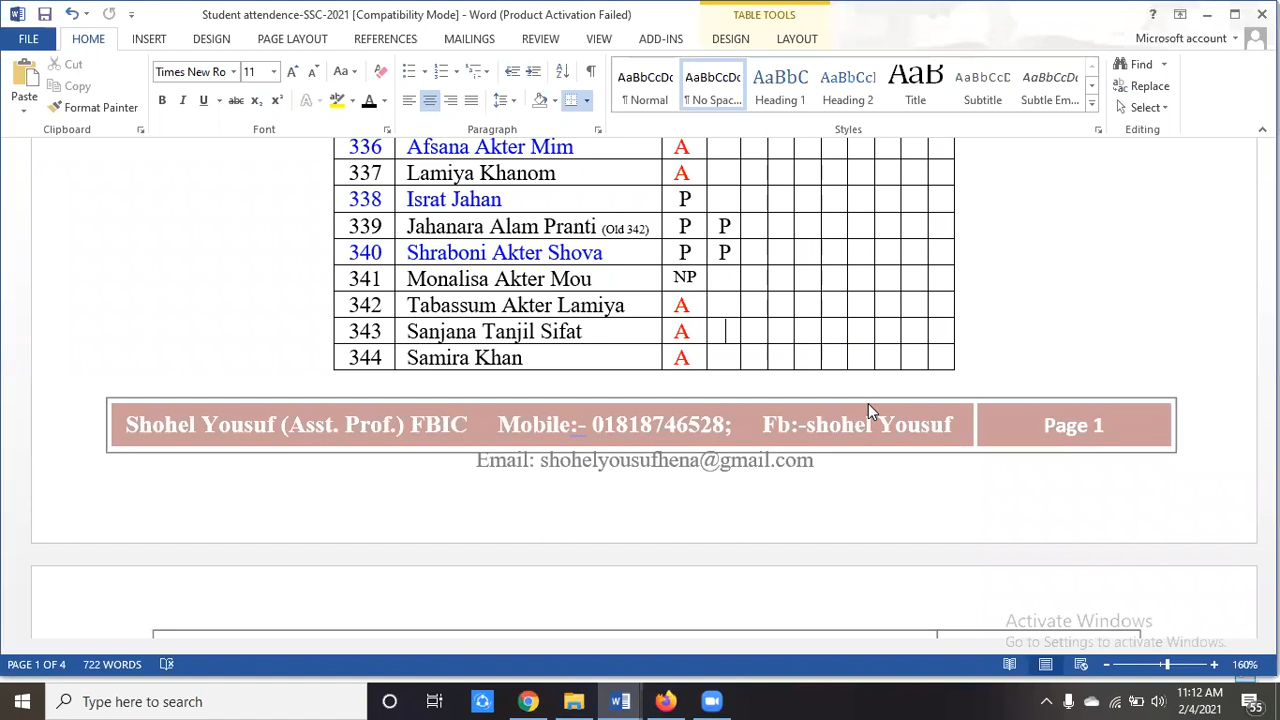 Student attendence-SSC-2021 [Compatibility Mode] - Word (Product Activation Failed)
TABLE TOOLS
FILE HOME INSERT DESIGN PAGE LAYOUT REFERENCES MAILINGS REVIEW VIEW ADD-INS DESIGN LAYOUT Microsoft account
Paste
Cut
Copy
Format Painter
Clipboard
Times New Ro 11
Font
Paragraph
AaBbCcDc AaBbCcDc AaBbC AaBbCcD AaB AaBbCcD AaBbCcD
¶ Normal ¶ No Spac... Heading Heading 2 Title Subtitle Subtle Em...
Styles
Find
Replace
Select
Editing
336 Afsana Akter Mim A
337 Lamiya Khanom A
338 Israt Jahan P
339 Jahanara Alam Pranti (Old 342) P P
340 Shraboni Akter Shova P P
341 Monalisa Akter Mou NP
342 Tabassum Akter Lamiya A
343 Sanjana Tanjil Sifat A
344 Samira Khan A
Shohel Yousuf (Asst. Prof.) FBIC Mobile:- 01818746528; Fb:-shohel Yousuf Page 1
Email: shohelyousufhena@gmail.com
Activate Windows
Go to Settings to activate Windows.
PAGE 1 OF 4 722 WORDS 160%
Type here to search
11:12 AM
2/4/2021
55